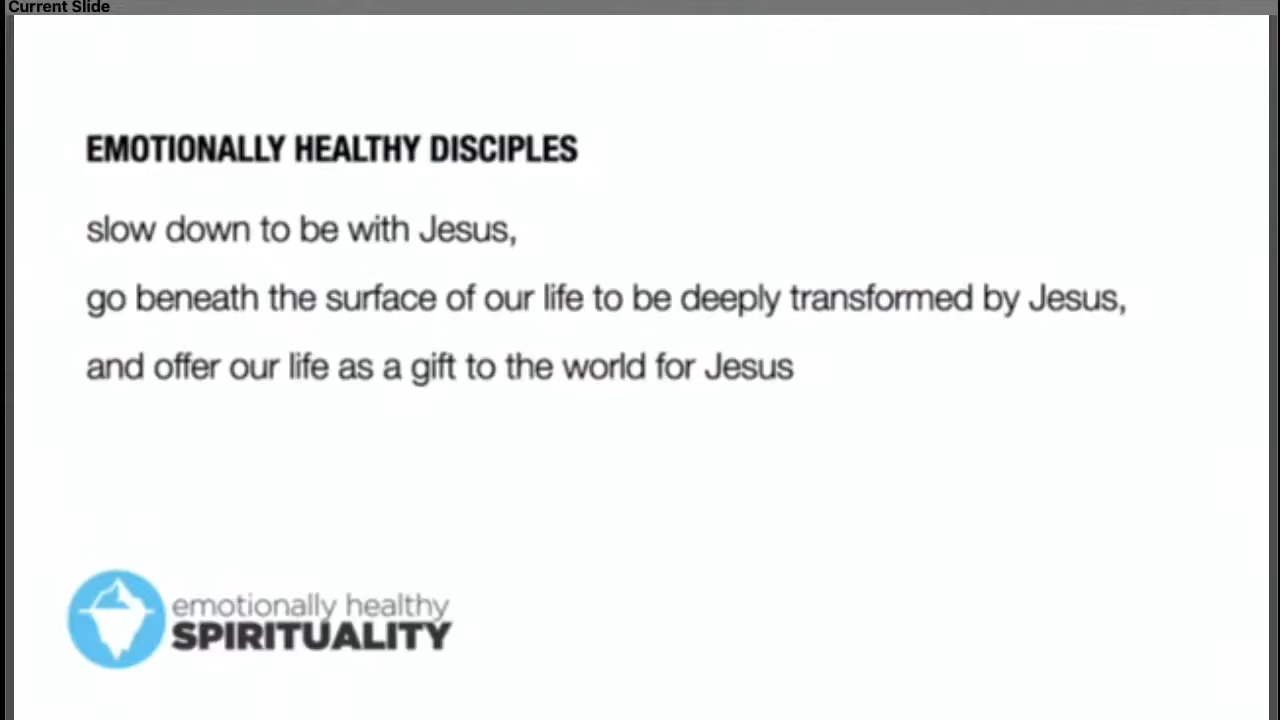 Current Slide
EMOTIONALLY HEALTHY DISCIPLES
slow down to be with Jesus,
go beneath the surface of our life to be deeply transformed by Jesus,
and offer our life as a gift to the world for Jesus
emotionally healthy
SPIRITUALITY